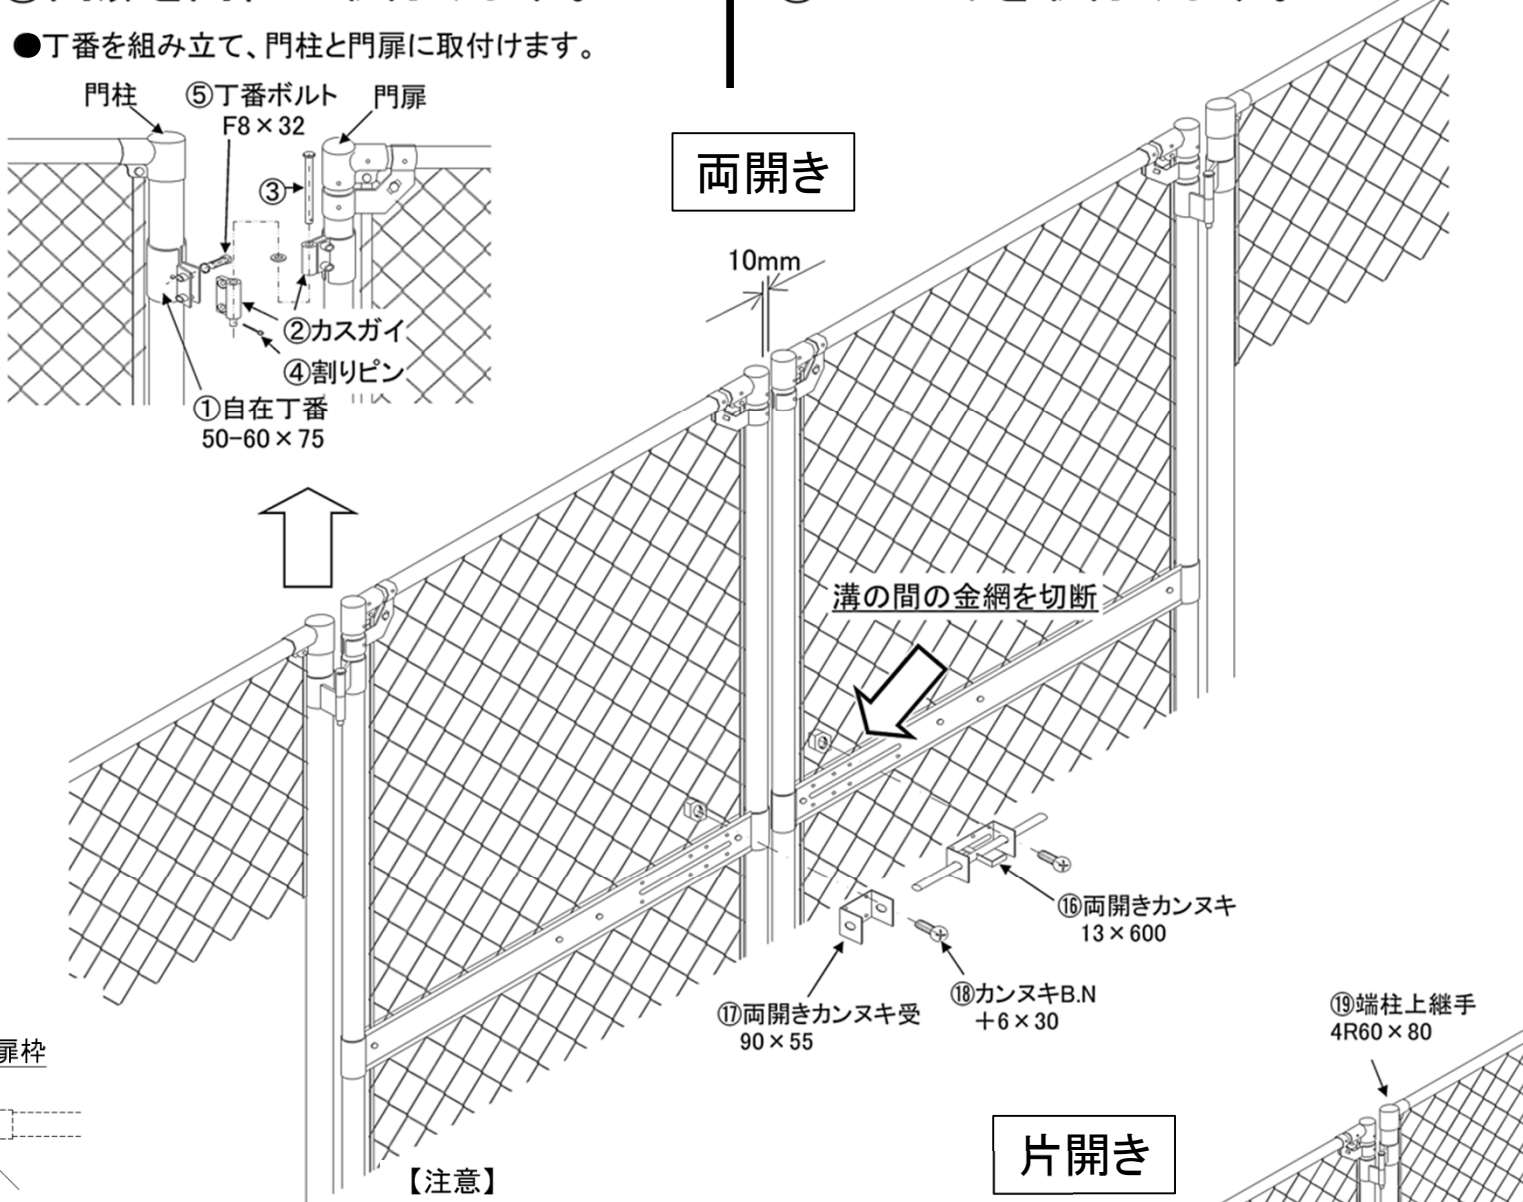 ●丁番を組み立て、門柱と門扉に取付けます。
門柱
⑤丁番ボルト
F8×32
門扉
③
②カスガイ
④割りピン
①自在丁番
50-60×75
両開き
10mm
溝の間の金網を切断
⑯両開きカンヌキ
13×600
⑱カンヌキB.N
+6×30
⑰両開きカンヌキ受
90×55
⑲端柱上継手
4R60×80
扉枠
片開き
【注意】